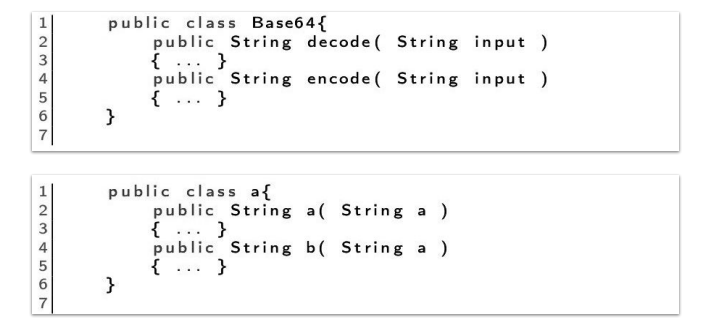 1 public class Base64{
2 public String decode( String input )
3 { ... }
4 public String encode( String input )
5 { ... }
6 }
7
1 public class a{
2 public String a( String a )
3 { ... }
4 public String b( String a )
5 { ... }
6 }
7